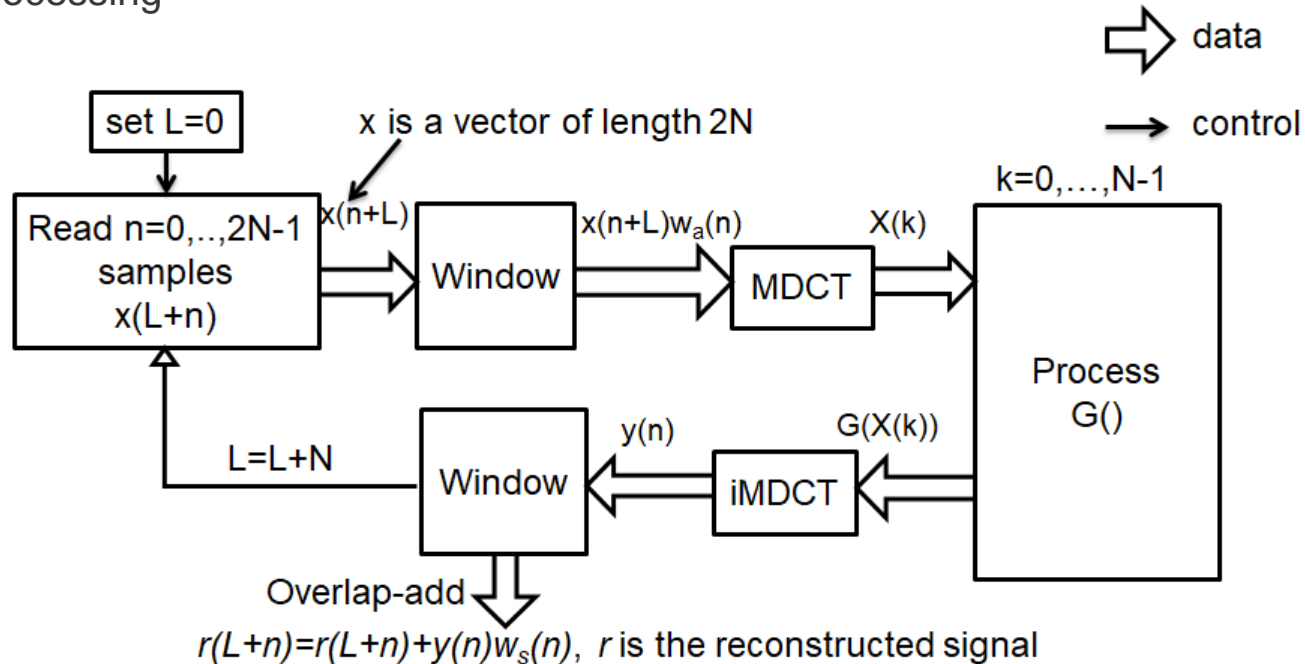 data
control
set L=0
x is a vector of length 2N
k=0,...,N-1
Read n=0,..,2N-1
samples
x(L+n)
x(n+L)
Window
x(n+L)wₐ(n)
MDCT
X(k)
Process
G()
G(X(k))
iMDCT
y(n)
Window
L=L+N
Overlap-add
r(L+n)=r(L+n)+y(n)wₛ(n), r is the reconstructed signal